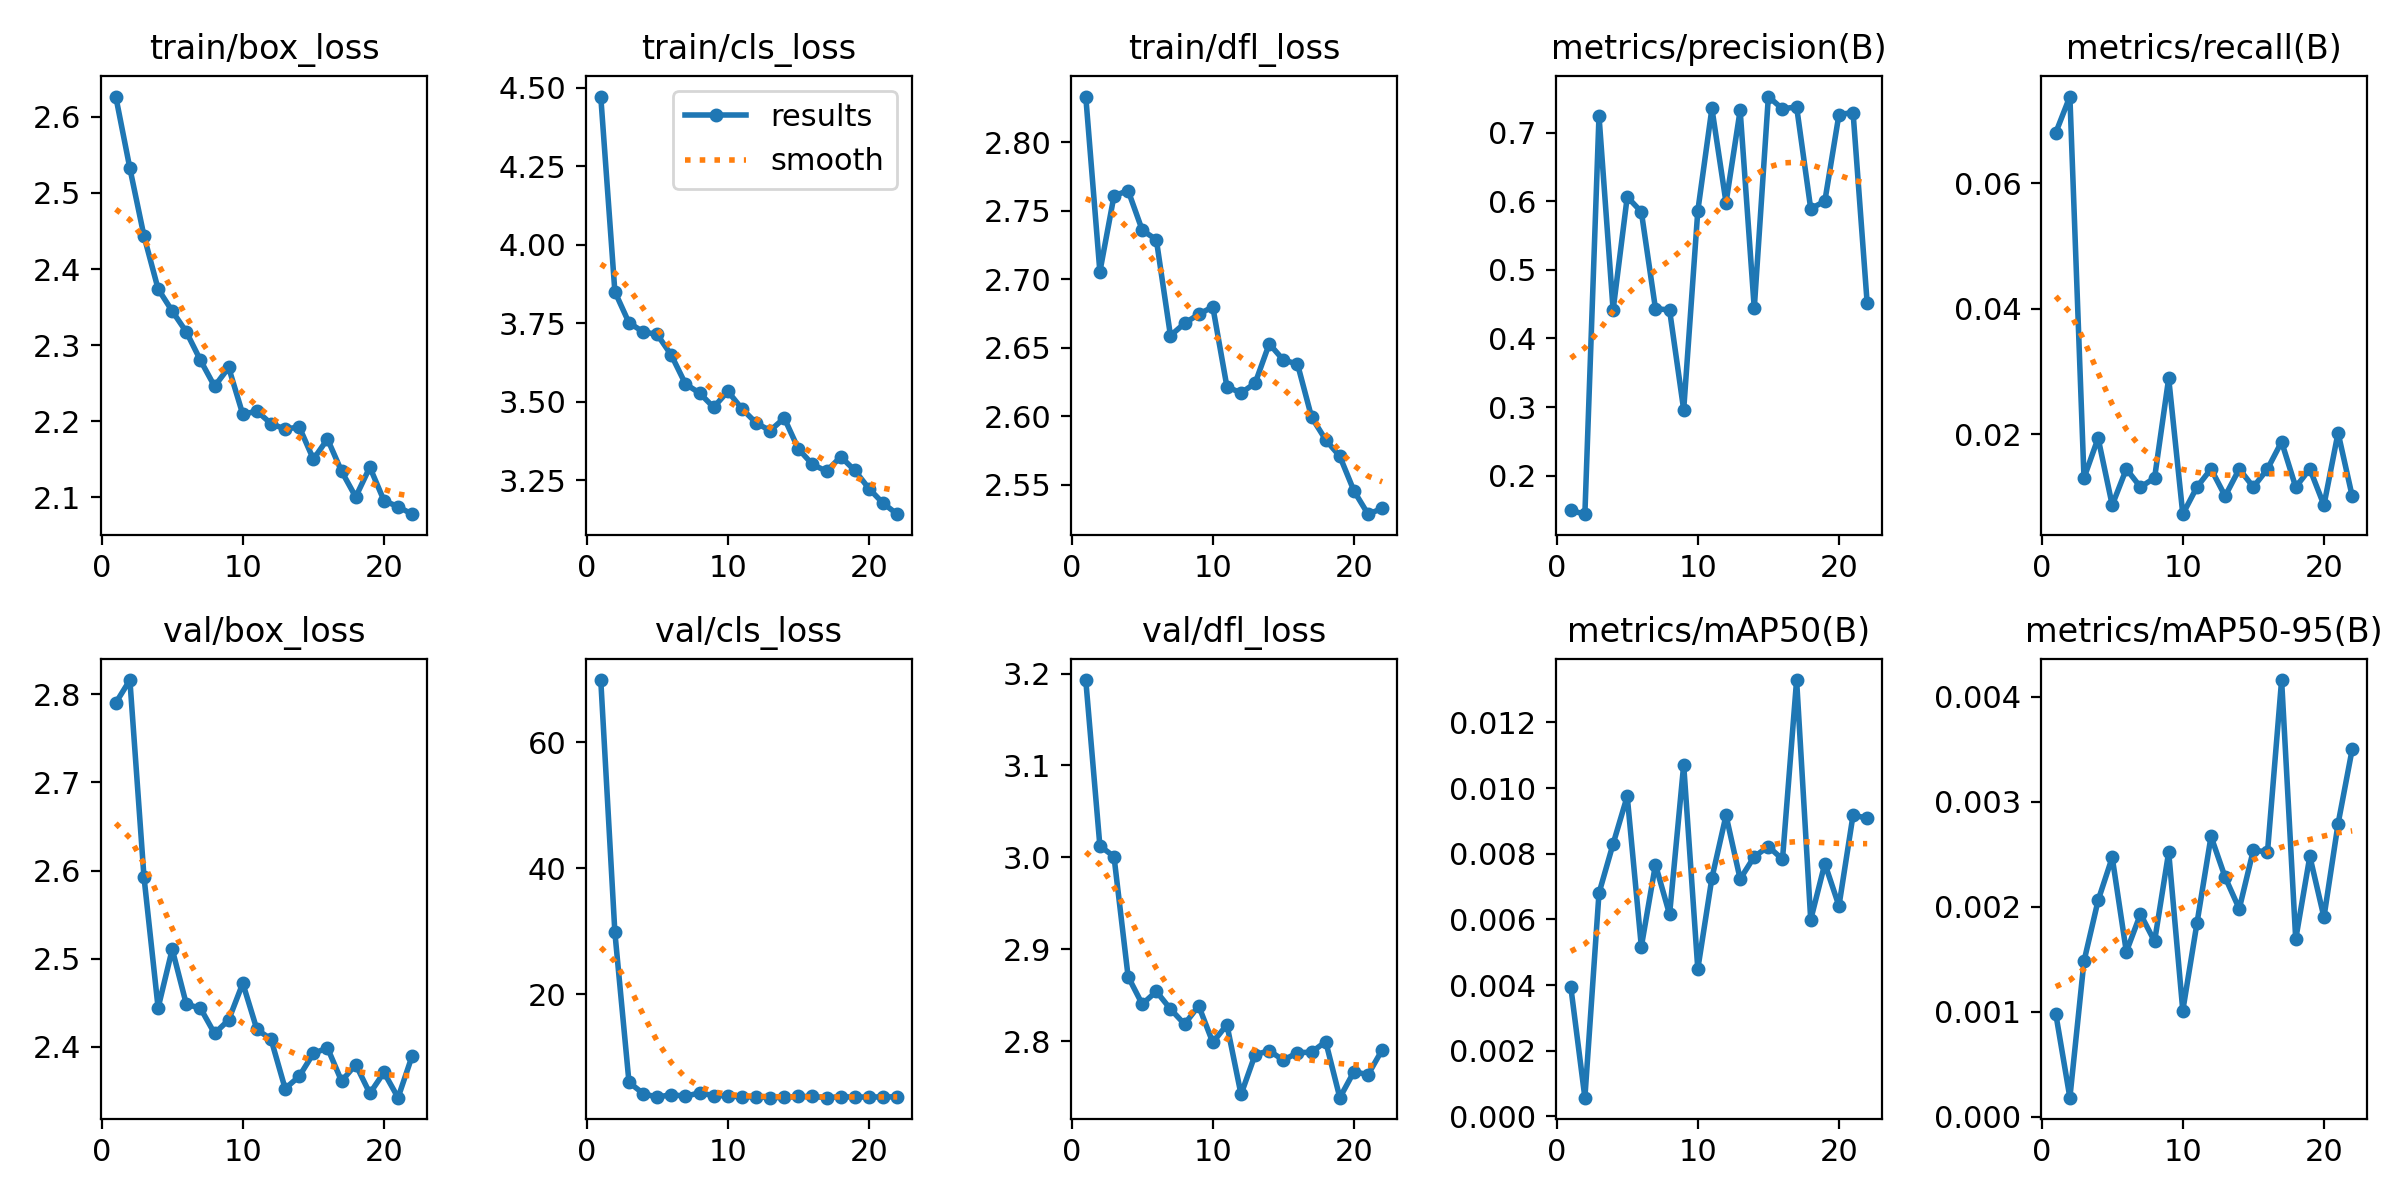 train/box_loss
train/cls_loss
train/dfl_loss
metrics/precision(B)
metrics/recall(B)
2.6
2.5
2.4
2.3
2.2
2.1
0 10 20
4.50
4.25
4.00
3.75
3.50
3.25
0 10 20
results
smooth
2.80
2.75
2.70
2.65
2.60
2.55
0 10 20
0.7
0.6
0.5
0.4
0.3
0.2
0 10 20
0.06
0.04
0.02
0 10 20
val/box_loss
val/cls_loss
val/dfl_loss
metrics/mAP50(B)
metrics/mAP50-95(B)
2.8
2.7
2.6
2.5
2.4
0 10 20
60
40
20
0 10 20
3.2
3.1
3.0
2.9
2.8
0 10 20
0.012
0.010
0.008
0.006
0.004
0.002
0.000
0 10 20
0.004
0.003
0.002
0.001
0.000
0 10 20